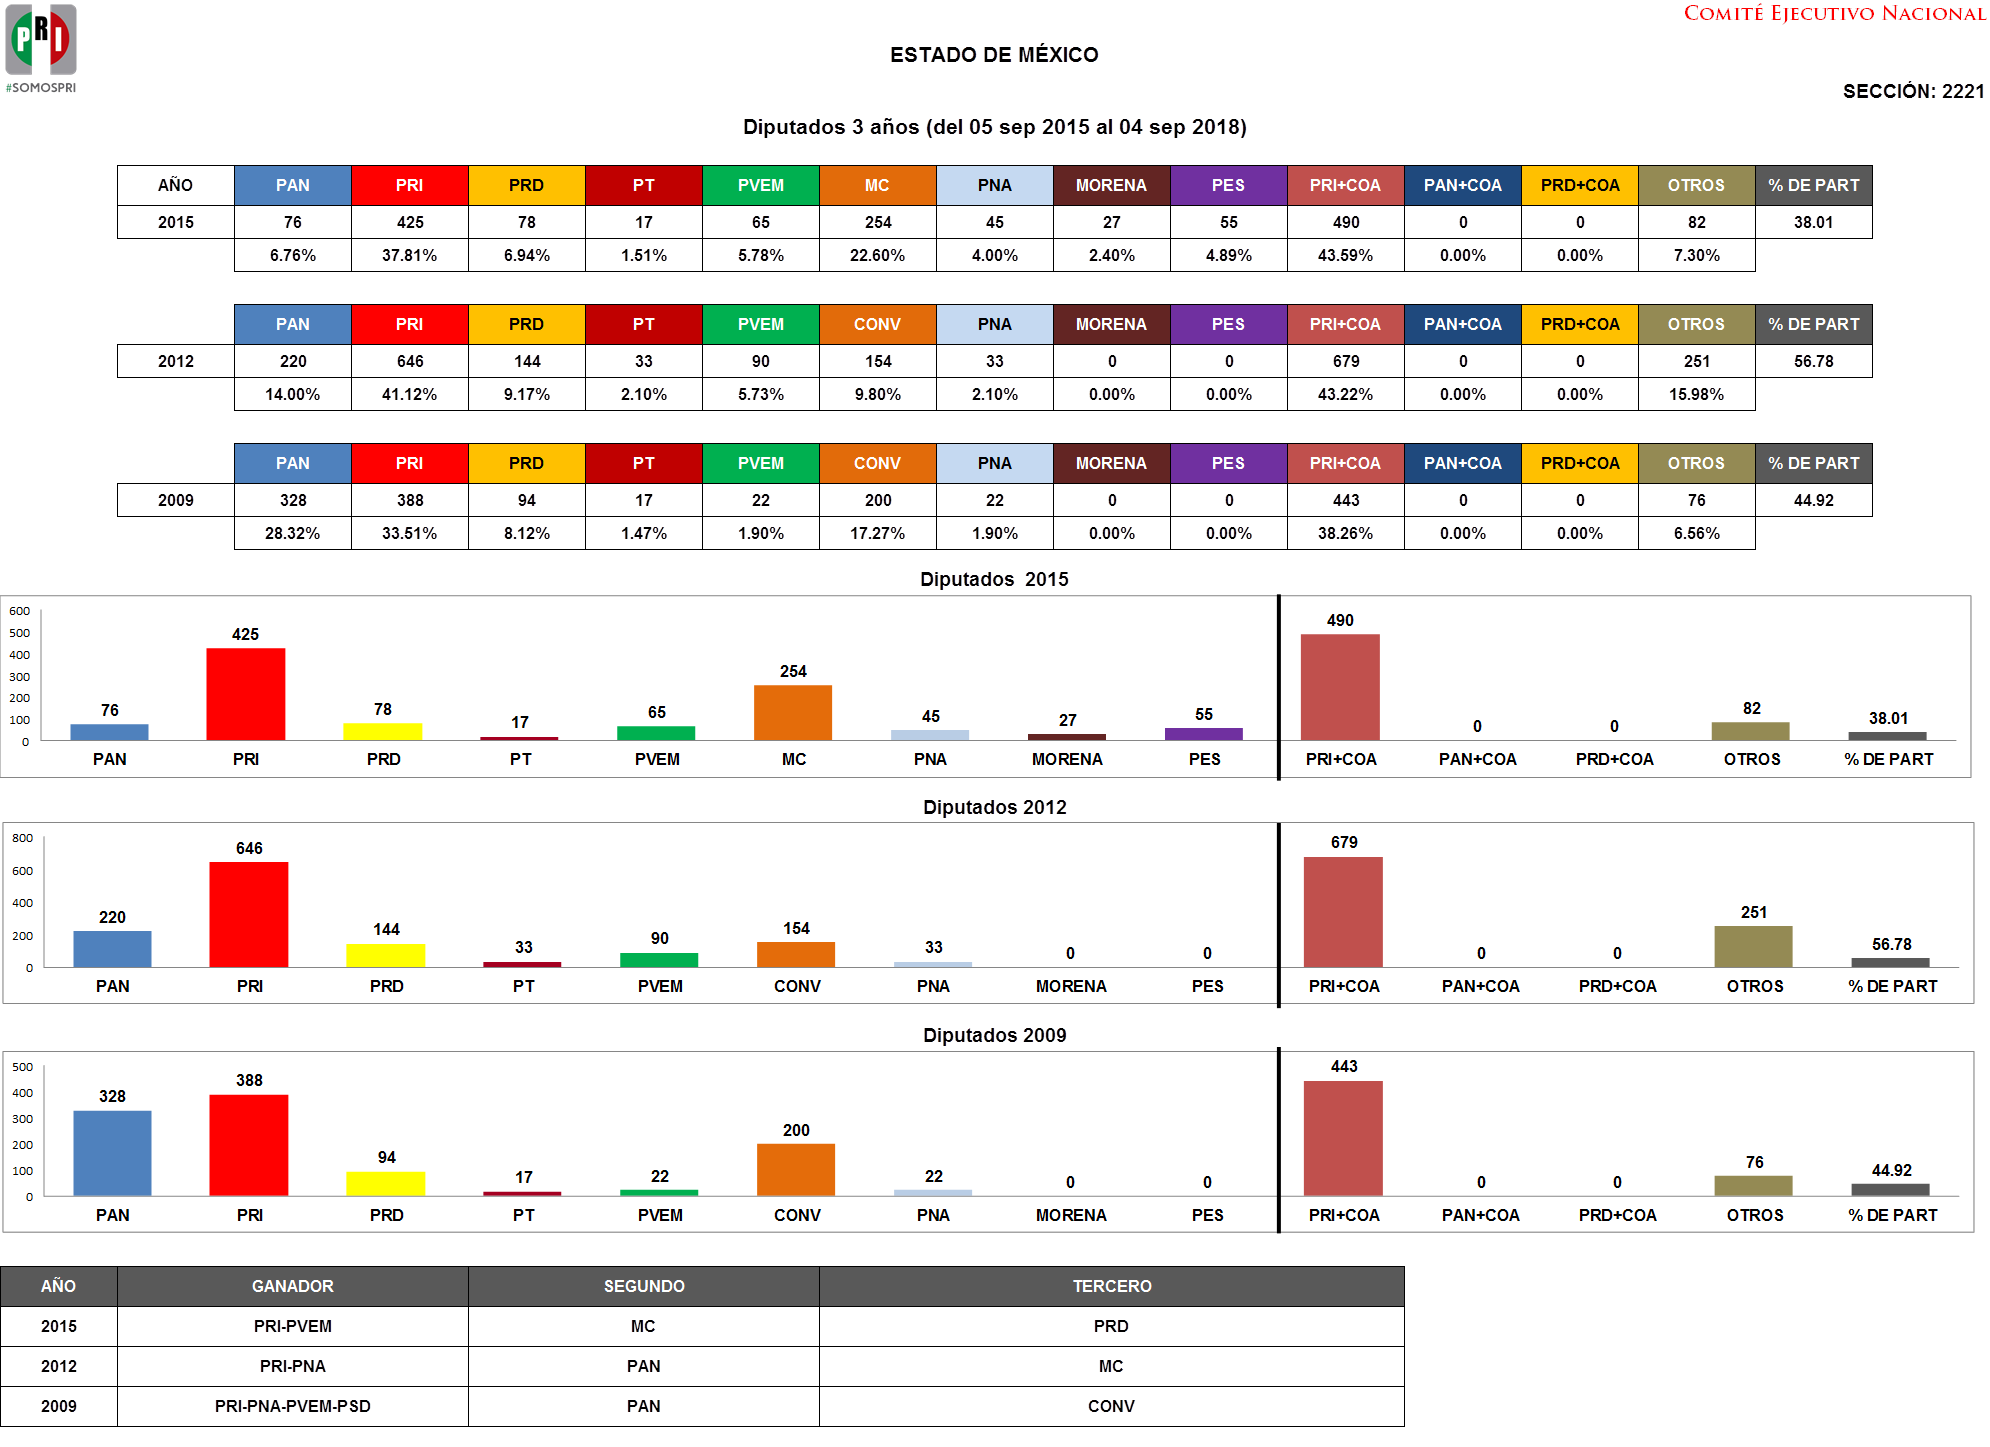 PRI
#SOMOSPRI
COMITÉ EJECUTIVO NACIONAL
ESTADO DE MÉXICO
SECCIÓN: 2221
Diputados 3 años (del 05 sep 2015 al 04 sep 2018)
AÑO PAN PRI PRD PT PVEM MC PNA MORENA PES PRI+COA PAN+COA PRD+COA OTROS % DE PART
2015 76 425 78 17 65 254 45 27 55 490 0 0 82 38.01
6.76% 37.81% 6.94% 1.51% 5.78% 22.60% 4.00% 2.40% 4.89% 43.59% 0.00% 0.00% 7.30%
PAN PRI PRD PT PVEM CONV PNA MORENA PES PRI+COA PAN+COA PRD+COA OTROS % DE PART
2012 220 646 144 33 90 154 33 0 0 679 0 0 251 56.78
14.00% 41.12% 9.17% 2.10% 5.73% 9.80% 2.10% 0.00% 0.00% 43.22% 0.00% 0.00% 15.98%
PAN PRI PRD PT PVEM CONV PNA MORENA PES PRI+COA PAN+COA PRD+COA OTROS % DE PART
2009 328 388 94 17 22 200 22 0 0 443 0 0 76 44.92
28.32% 33.51% 8.12% 1.47% 1.90% 17.27% 1.90% 0.00% 0.00% 38.26% 0.00% 0.00% 6.56%
Diputados 2015
600
500
400
300
200
100
0
76 425 78 17 65 254 45 27 55 490 0 0 82 38.01
PAN PRI PRD PT PVEM MC PNA MORENA PES PRI+COA PAN+COA PRD+COA OTROS % DE PART
Diputados 2012
800
600
400
200
0
220 646 144 33 90 154 33 0 0 679 0 0 251 56.78
PAN PRI PRD PT PVEM CONV PNA MORENA PES PRI+COA PAN+COA PRD+COA OTROS % DE PART
Diputados 2009
500
400
300
200
100
0
328 388 94 17 22 200 22 0 0 443 0 0 76 44.92
PAN PRI PRD PT PVEM CONV PNA MORENA PES PRI+COA PAN+COA PRD+COA OTROS % DE PART
AÑO GANADOR SEGUNDO TERCERO
2015 PRI-PVEM MC PRD
2012 PRI-PNA PAN MC
2009 PRI-PNA-PVEM-PSD PAN CONV